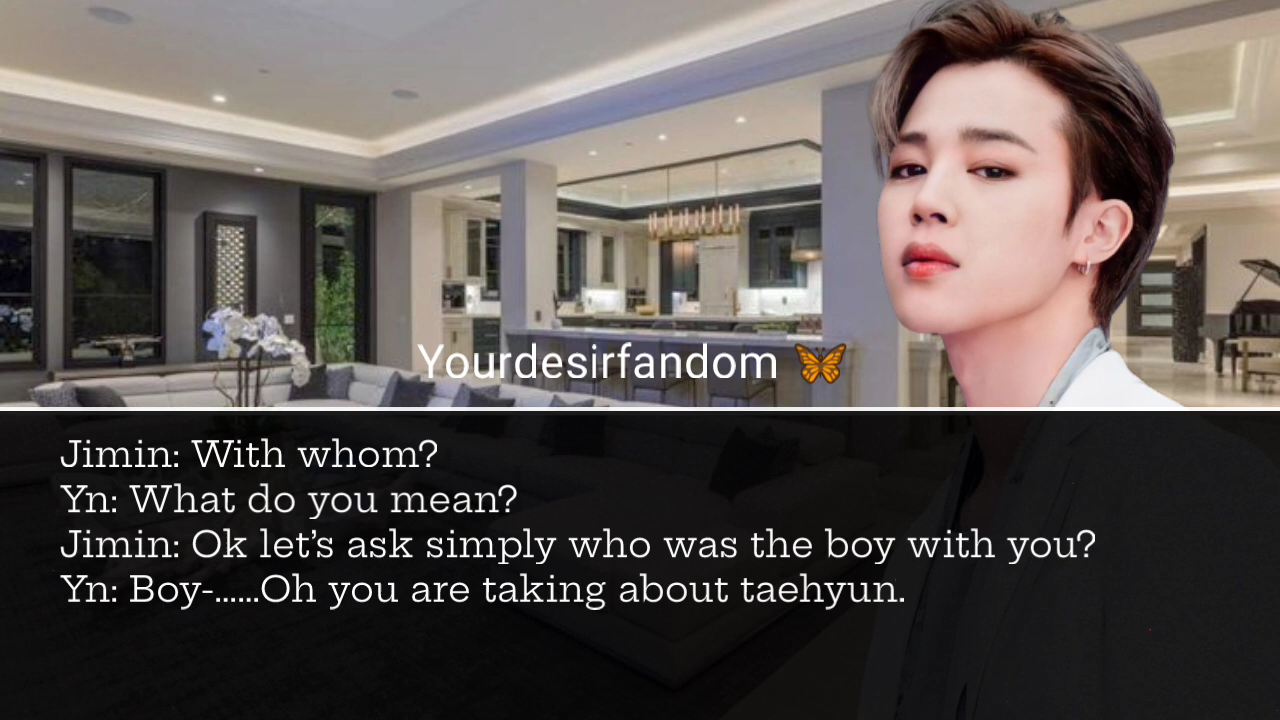 Yourdesirfandom 🦋
Jimin: With whom?
Yn: What do you mean?
Jimin: Ok let’s ask simply who was the boy with you?
Yn: Boy-……Oh you are taking about taehyun.